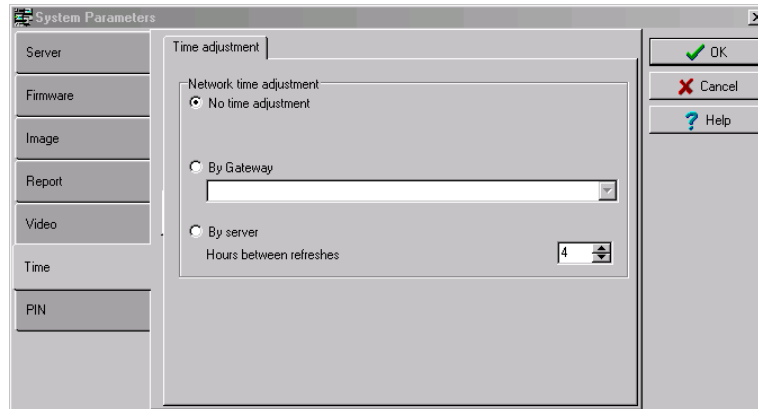 System Parameters
Server
Firmware
Image
Report
Video
Time
PIN
Time adjustment
Network time adjustment
No time adjustment
By Gateway
By server
Hours between refreshes 4
OK
Cancel
? Help